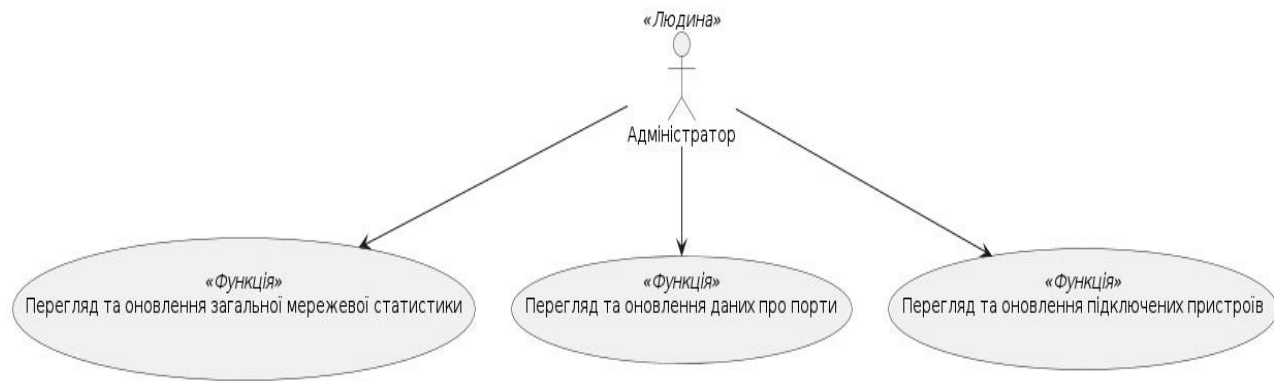 «Людина»
Адміністратор
«Функція»
Перегляд та оновлення загальної мережевої статистики
«Функція»
Перегляд та оновлення даних про порти
«Функція»
Перегляд та оновлення підключених пристроїв